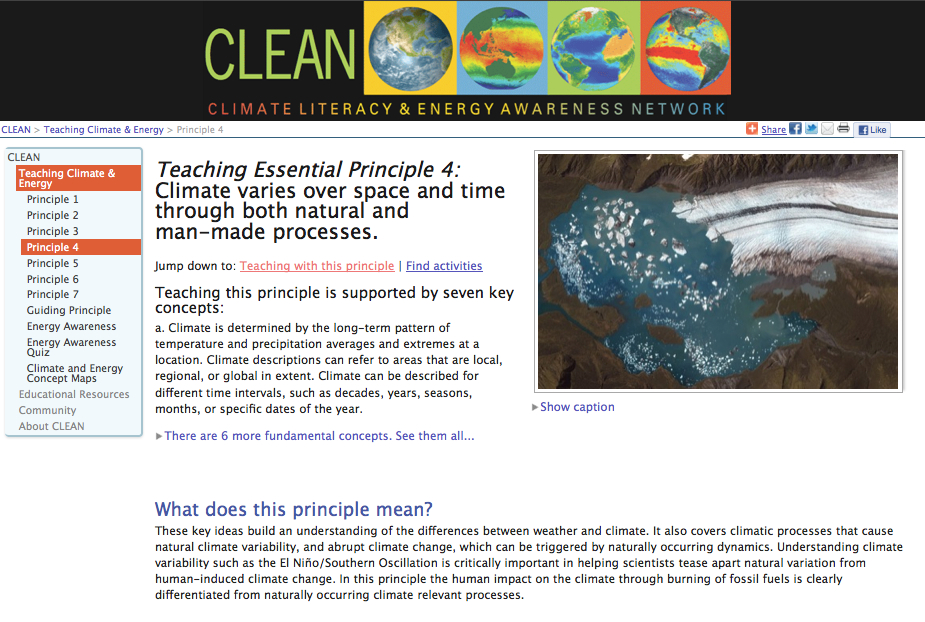 CLEAN
CLIMATE LITERACY & ENERGY AWARENESS NETWORK
CLEAN > Teaching Climate & Energy > Principle 4
Share
Like
CLEAN
Teaching Climate &
Energy
Principle 1
Principle 2
Principle 3
Principle 4
Principle 5
Principle 6
Principle 7
Guiding Principle
Energy Awareness
Energy Awareness
Quiz
Climate and Energy
Concept Maps
Educational Resources
Community
About CLEAN
Teaching Essential Principle 4:
Climate varies over space and time
through both natural and
man-made processes.
Jump down to: Teaching with this principle | Find activities
Teaching this principle is supported by seven key
concepts:
a. Climate is determined by the long-term pattern of
temperature and precipitation averages and extremes at a
location. Climate descriptions can refer to areas that are local,
regional, or global in extent. Climate can be described for
different time intervals, such as decades, years, seasons,
months, or specific dates of the year.
There are 6 more fundamental concepts. See them all...
Show caption
What does this principle mean?
These key ideas build an understanding of the differences between weather and climate. It also covers climatic processes that cause
natural climate variability, and abrupt climate change, which can be triggered by naturally occurring dynamics. Understanding climate
variability such as the El Niño/Southern Oscillation is critically important in helping scientists tease apart natural variation from
human-induced climate change. In this principle the human impact on the climate through burning of fossil fuels is clearly
differentiated from naturally occurring climate relevant processes.